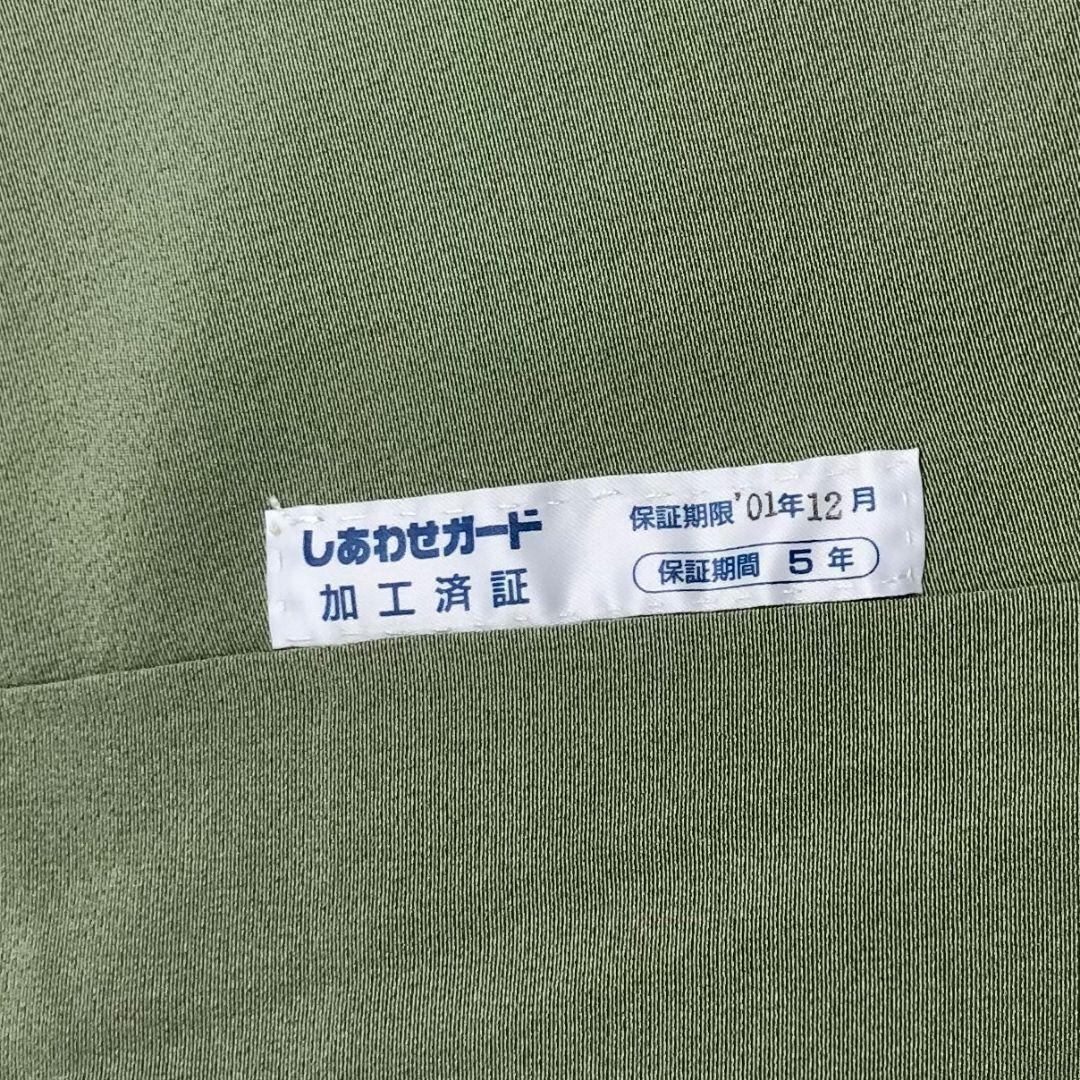 しあわせガード
加工済証
保証期限'01年12月
保証期間 5年